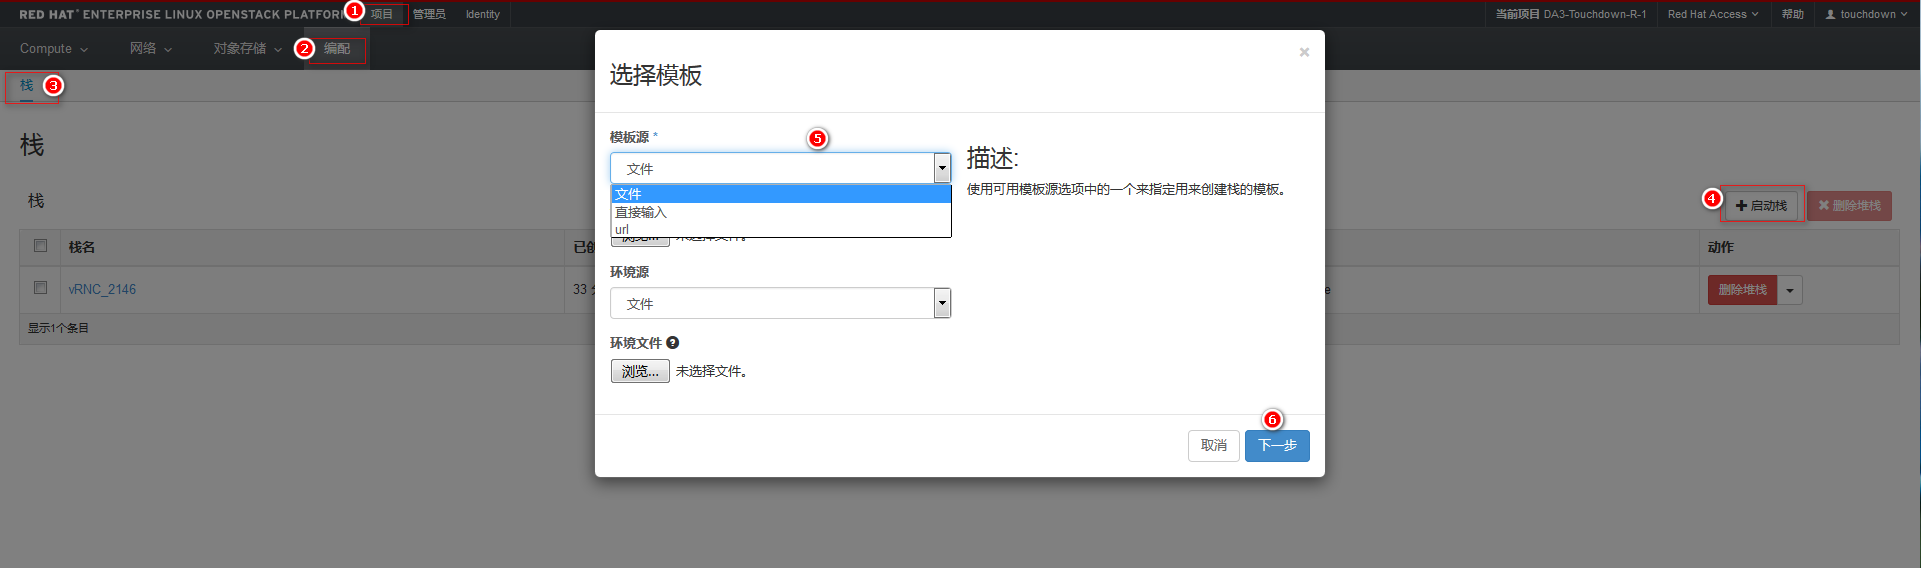 RED HAT® ENTERPRISE LINUX OPENSTACK PLATFORM 1 项目 管理员 Identity 当前项目 DA3-Touchdown-R-1 Red Hat Access 帮助 touchdown
Compute 网络 对象存储 2 编配
栈 3
选择模板
×
栈
模板源 * 5
文件
文件
直接输入
url
浏览... 未选择文件。
描述:
使用可用模板源选项中的一个来指定用来创建栈的模板。
栈
4 启动栈 删除堆栈
栈名 动作
vRNC_2146 33 删除堆栈
显示1个条目
环境源
文件
环境文件
浏览... 未选择文件。
6
取消 下一步